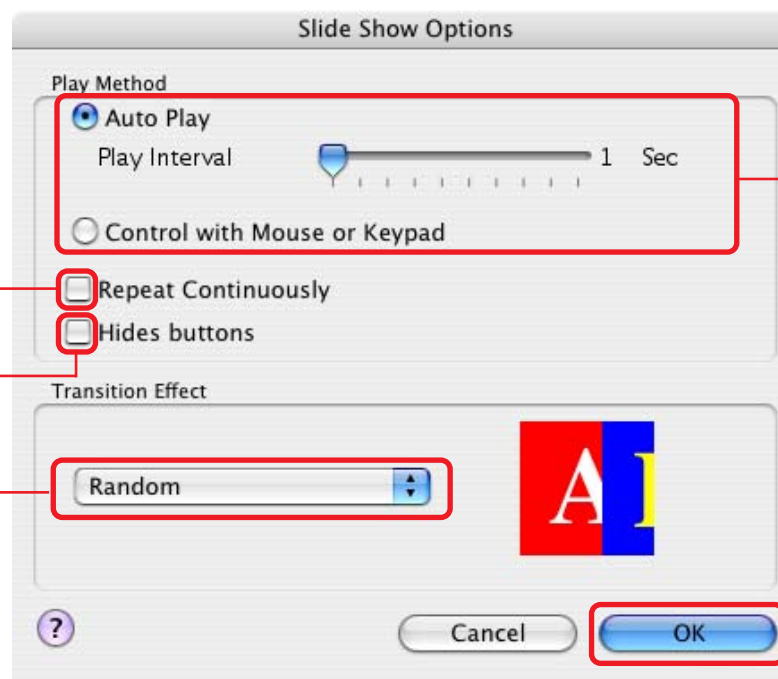 Slide Show Options
Play Method
Auto Play
Play Interval 1 Sec
Control with Mouse or Keypad
Repeat Continuously
Hides buttons
Transition Effect
Random
A
? Cancel OK